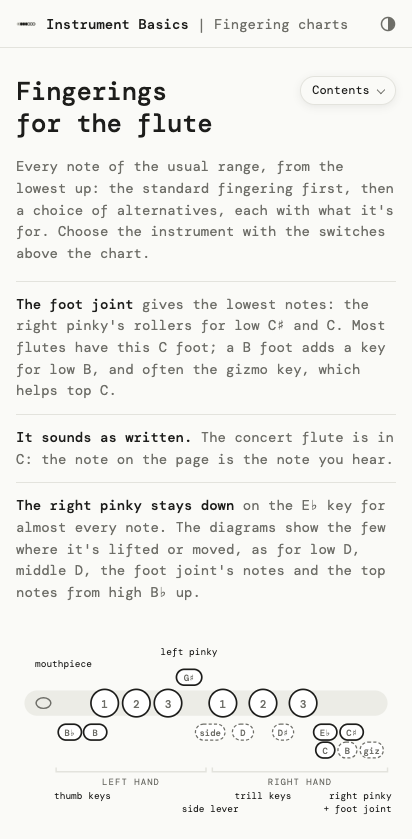 Instrument Basics | Fingering charts
Fingerings
for the flute
Contents
Every note of the usual range, from the
lowest up: the standard fingering first, then
a choice of alternatives, each with what it's
for. Choose the instrument with the switches
above the chart.
The foot joint gives the lowest notes: the
right pinky's rollers for low C♯ and C. Most
flutes have this C foot; a B foot adds a key
for low B, and often the gizmo key, which
helps top C.
It sounds as written. The concert flute is in
C: the note on the page is the note you hear.
The right pinky stays down on the E♭ key for
almost every note. The diagrams show the few
where it's lifted or moved, as for low D,
middle D, the foot joint's notes and the top
notes from high B♭ up.
left pinky
mouthpiece
G♯
1 2 3 1 2 3
B♭ B side D D♯ E♭ C♯
C B giz
LEFT HAND RIGHT HAND
thumb keys trill keys right pinky
side lever + foot joint